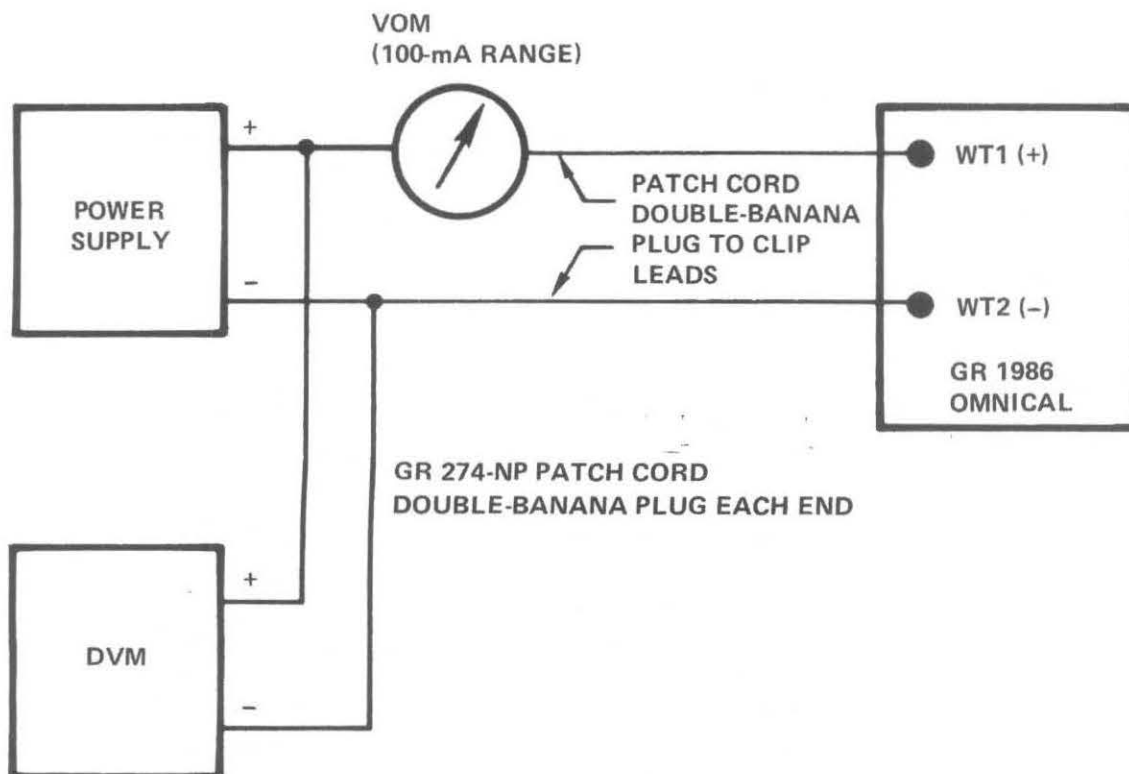 VOM
(100-mA RANGE)
+
POWER
SUPPLY
-
WT1 (+)
PATCH CORD
DOUBLE-BANANA
PLUG TO CLIP
LEADS
WT2 (-)
GR 1986
OMNICAL
GR 274-NP PATCH CORD
DOUBLE-BANANA PLUG EACH END
+
DVM
-